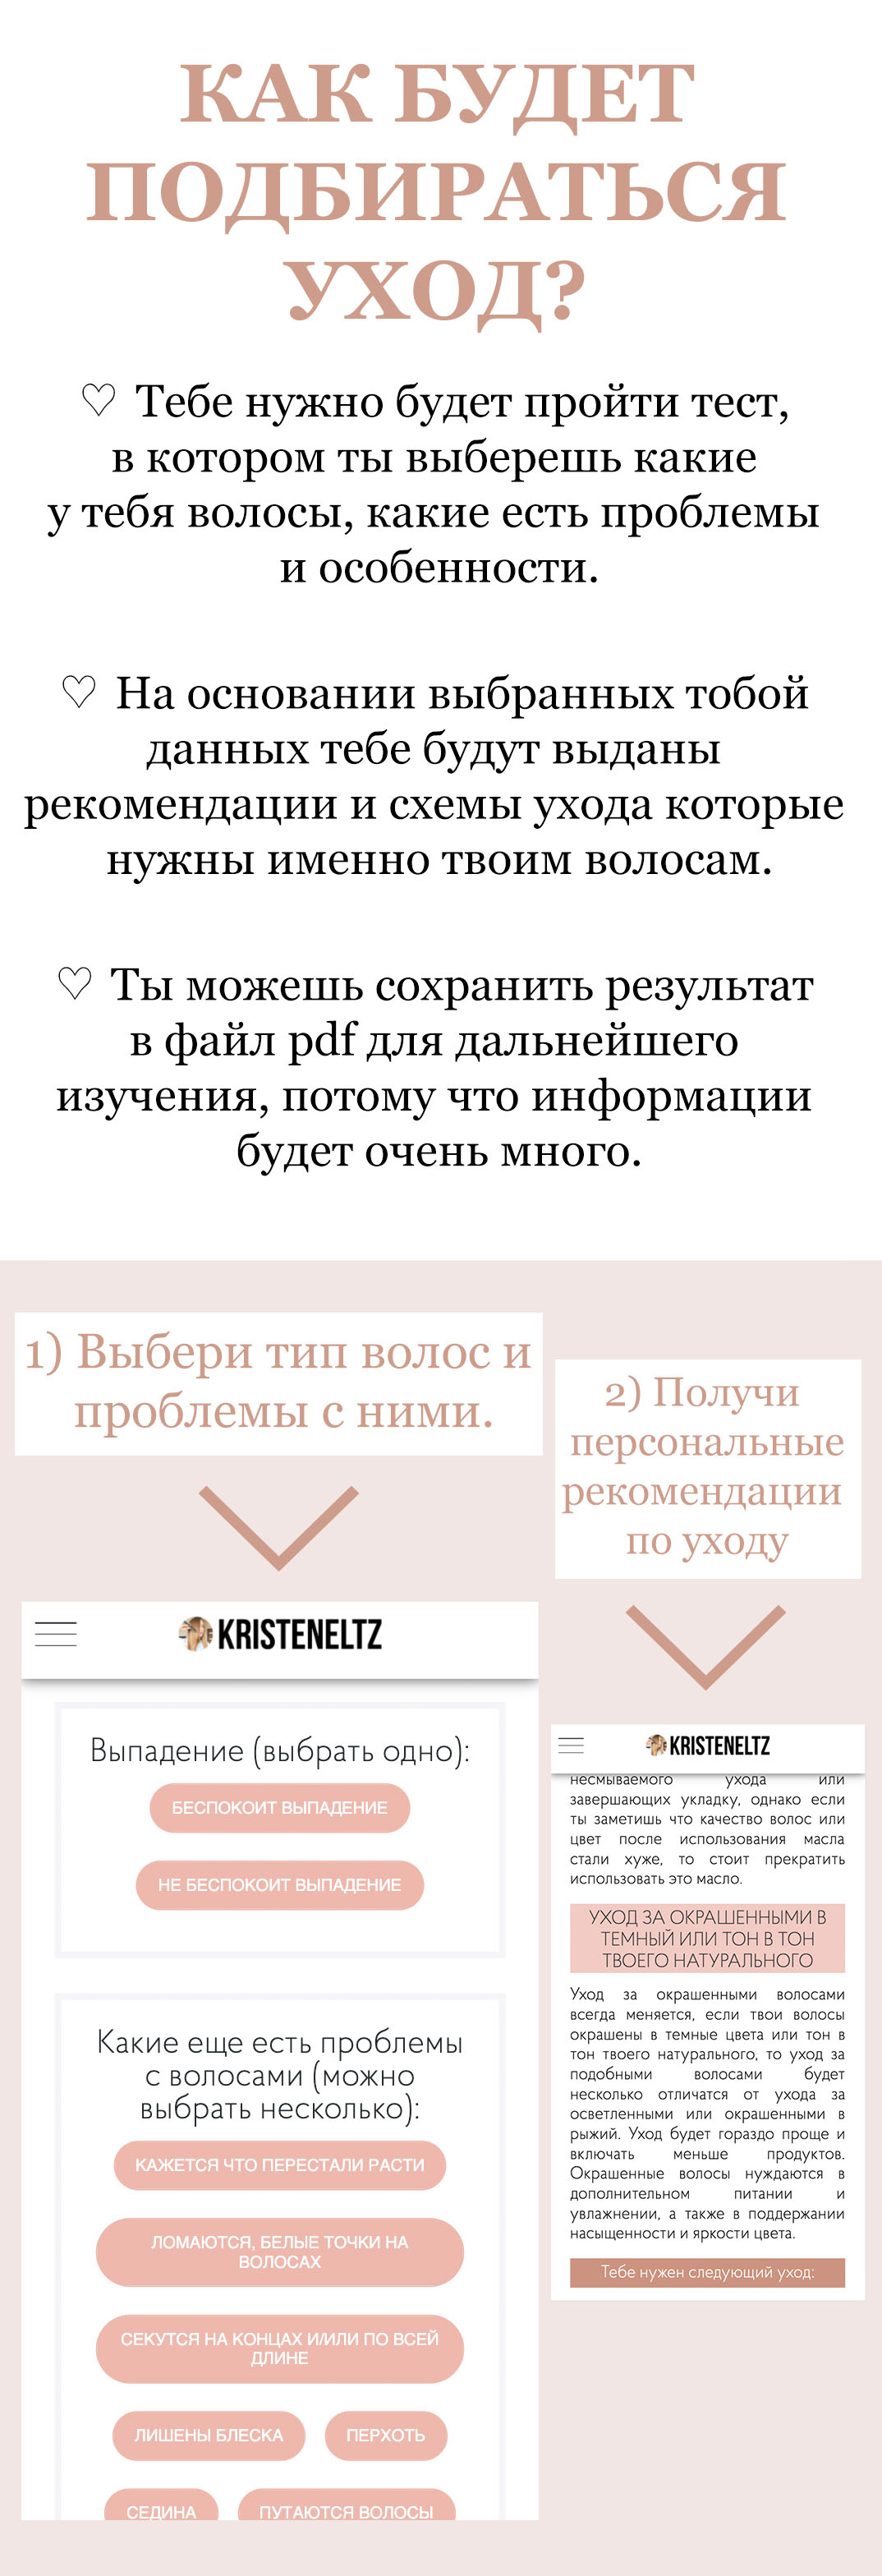 КАК БУДЕТ
ПОДБИРАТЬСЯ
УХОД?
♡ Тебе нужно будет пройти тест,
в котором ты выберешь какие
у тебя волосы, какие есть проблемы
и особенности.
♡ На основании выбранных тобой
данных тебе будут выданы
рекомендации и схемы ухода которые
нужны именно твоим волосам.
♡ Ты можешь сохранить результат
в файл pdf для дальнейшего
изучения, потому что информации
будет очень много.
1) Выбери тип волос и
проблемы с ними.
KRISTENELTZ
Выпадение (выбрать одно):
БЕСПОКОИТ ВЫПАДЕНИЕ
НЕ БЕСПОКОИТ ВЫПАДЕНИЕ
Какие еще есть проблемы
с волосами (можно
выбрать несколько):
КАЖЕТСЯ ЧТО ПЕРЕСТАЛИ РАСТИ
ЛОМАЮТСЯ, БЕЛЫЕ ТОЧКИ НА
ВОЛОСАХ
СЕКУТСЯ НА КОНЦАХ И/ИЛИ ПО ВСЕЙ
ДЛИНЕ
ЛИШЕНЫ БЛЕСКА ПЕРХОТЬ
СЕДИНА ПУТАЮТСЯ ВОЛОСЫ
2) Получи
персональные
рекомендации
по уходу
KRISTENELTZ
несмываемого ухода или
завершающих укладку, однако если
ты заметишь что качество волос или
цвет после использования масла
стали хуже, то стоит прекратить
использовать это масло.
УХОД ЗА ОКРАШЕННЫМИ В
ТЕМНЫЙ ИЛИ ТОН В ТОН
ТВОЕГО НАТУРАЛЬНОГО
Уход за окрашенными волосами
всегда меняется, если твои волосы
окрашены в темные цвета или тон в
тон твоего натурального, то уход за
подобными волосами будет
несколько отличатся от ухода за
осветленными или окрашенными в
рыжий. Уход будет гораздо проще и
включать меньше продуктов.
Окрашенные волосы нуждаются в
дополнительном питании и
увлажнении, а также в поддержании
насыщенности и яркости цвета.
Тебе нужен следующий уход: